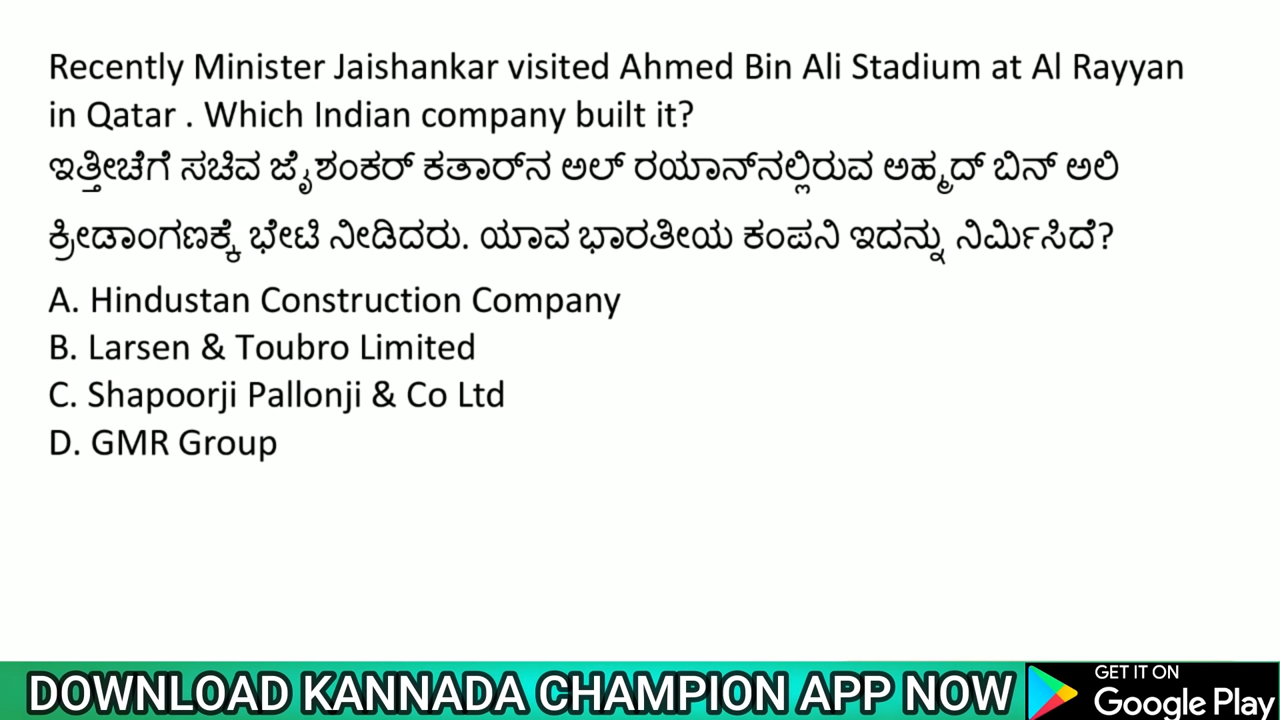 Recently Minister Jaishankar visited Ahmed Bin Ali Stadium at Al Rayyan
in Qatar . Which Indian company built it?
ಇತ್ತೀಚೆಗೆ ಸಚಿವ ಜೈಶಂಕರ್ ಕತಾರ್‌ನ ಅಲ್ ರಯಾನ್‌ನಲ್ಲಿರುವ ಅಹ್ಮದ್ ಬಿನ್ ಅಲಿ
ಕ್ರೀಡಾಂಗಣಕ್ಕೆ ಭೇಟಿ ನೀಡಿದರು. ಯಾವ ಭಾರತೀಯ ಕಂಪನಿ ಇದನ್ನು ನಿರ್ಮಿಸಿದೆ?
A. Hindustan Construction Company
B. Larsen & Toubro Limited
C. Shapoorji Pallonji & Co Ltd
D. GMR Group
DOWNLOAD KANNADA CHAMPION APP NOW
GET IT ON
Google Play